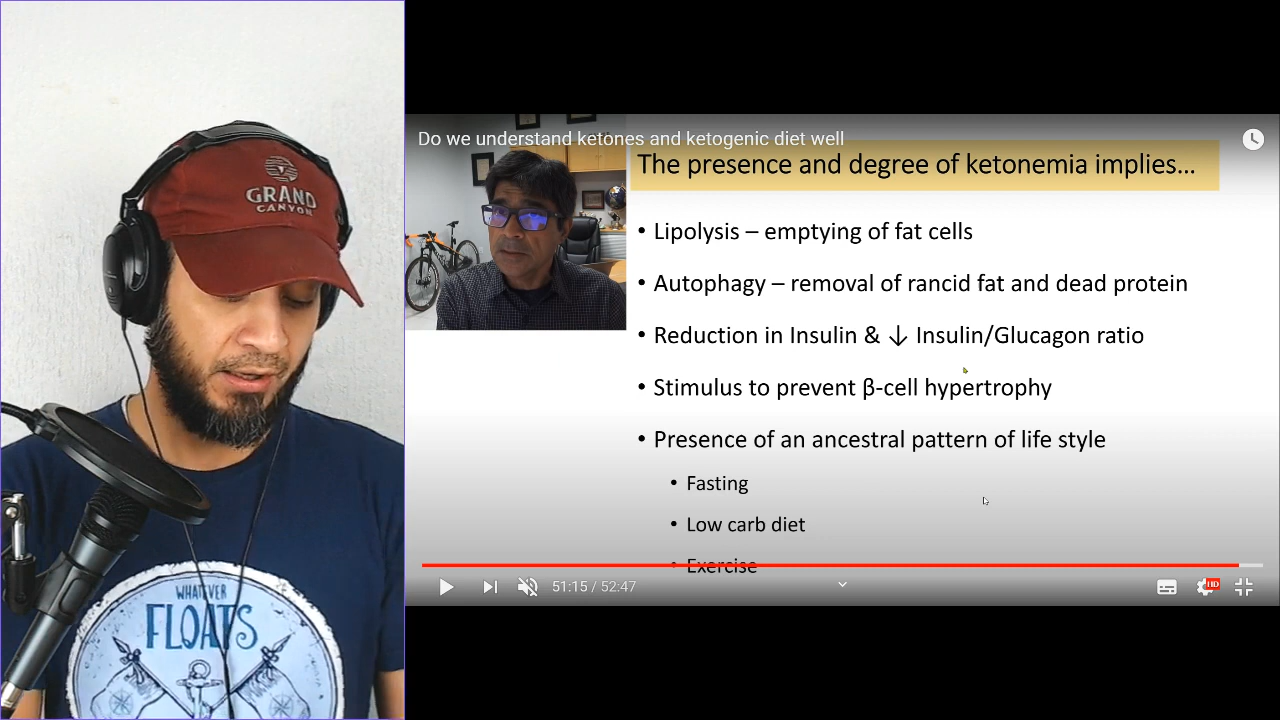 GRAND
CANYON
WHATEVER
FLOATS
Do we understand ketones and ketogenic diet well
The presence and degree of ketonemia implies...
• Lipolysis – emptying of fat cells
• Autophagy – removal of rancid fat and dead protein
• Reduction in Insulin & ↓ Insulin/Glucagon ratio
• Stimulus to prevent β-cell hypertrophy
• Presence of an ancestral pattern of life style
• Fasting
• Low carb diet
• Exercise
51:15 / 52:47
HD